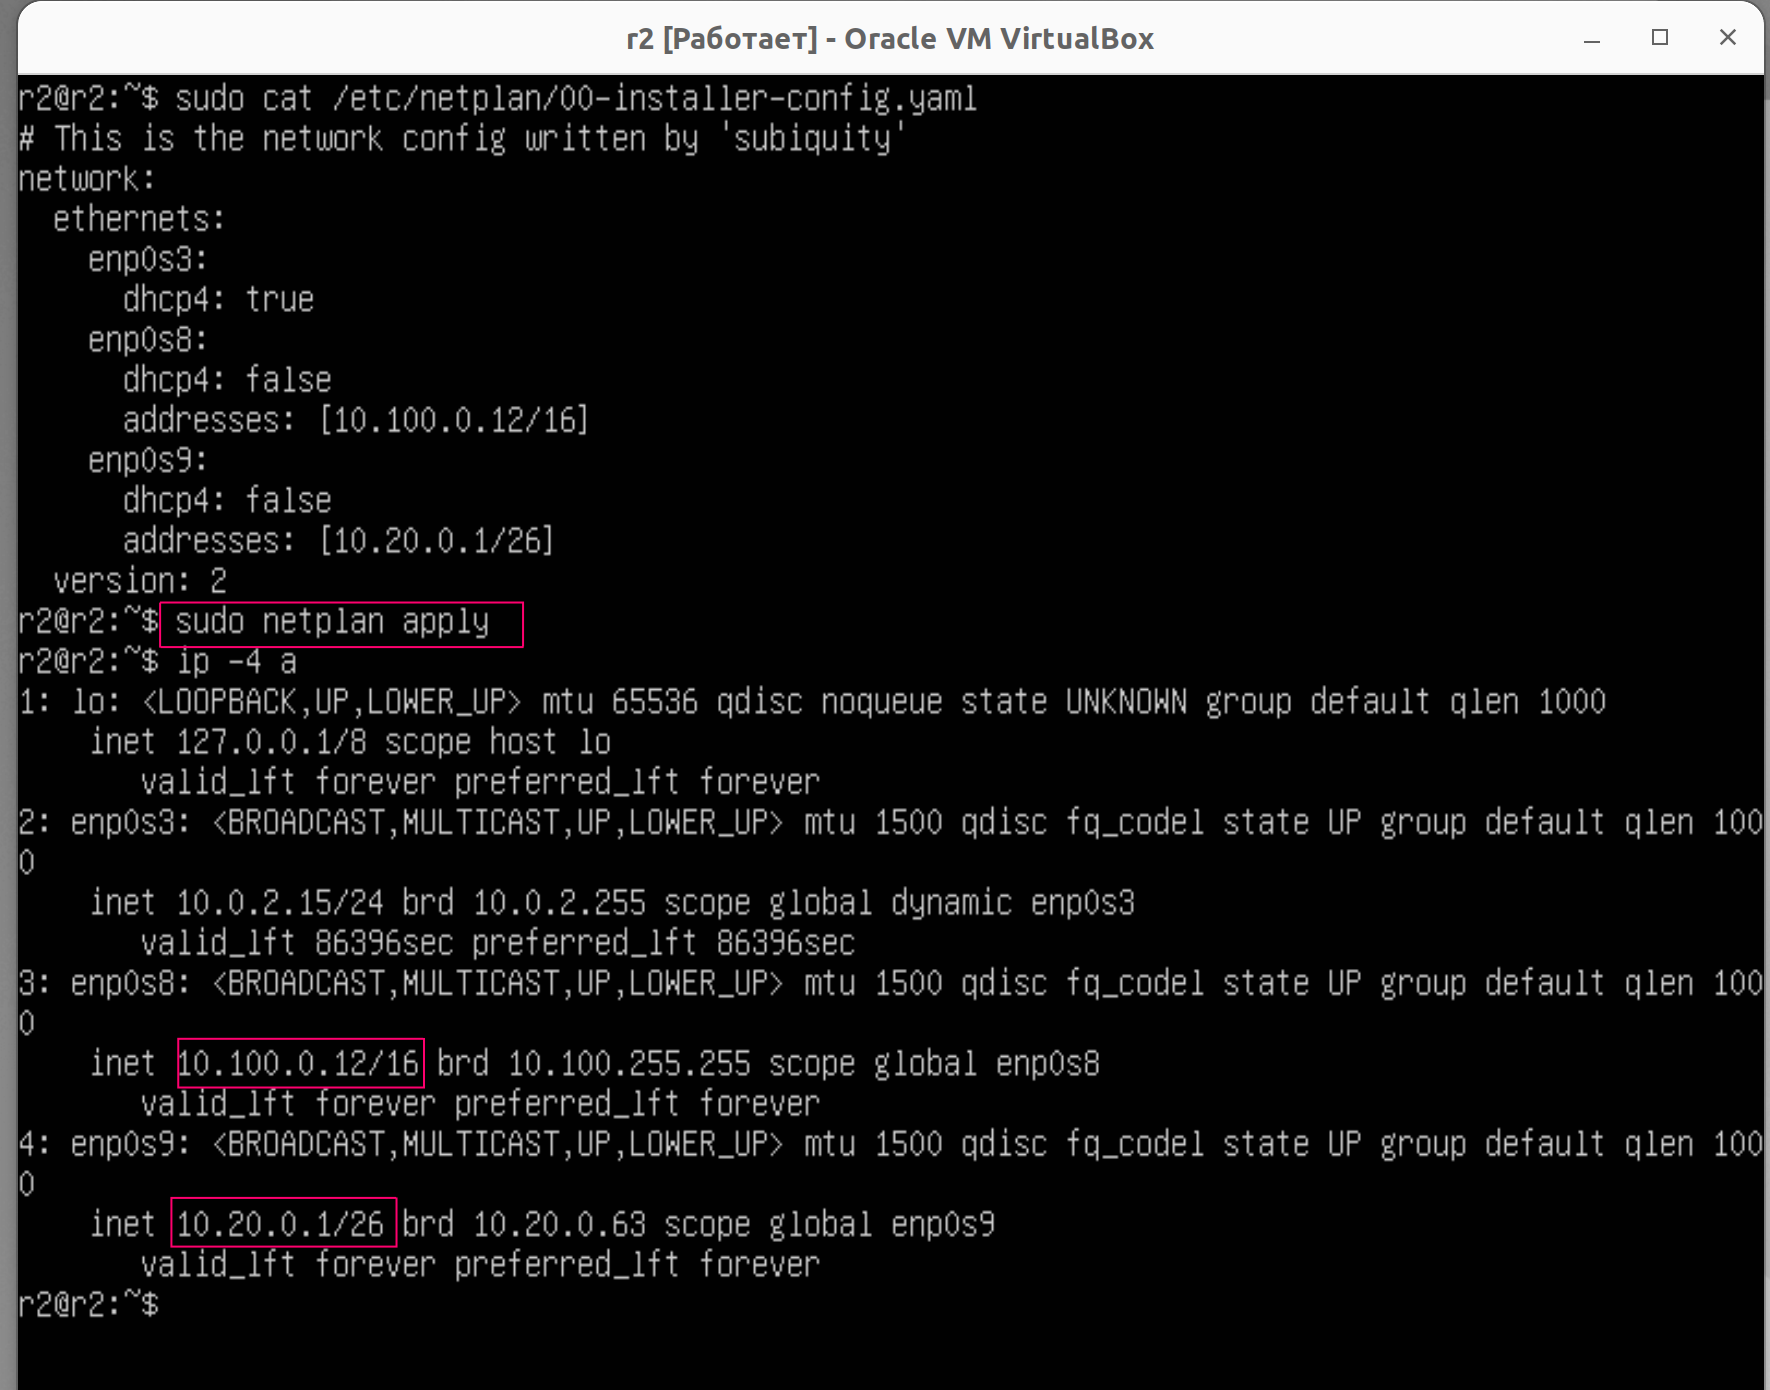 r2 [Работает] - Oracle VM VirtualBox
r2@r2:~$ sudo cat /etc/netplan/00-installer-config.yaml
# This is the network config written by 'subiquity'
network:
  ethernets:
    enp0s3:
      dhcp4: true
    enp0s8:
      dhcp4: false
      addresses: [10.100.0.12/16]
    enp0s9:
      dhcp4: false
      addresses: [10.20.0.1/26]
  version: 2
r2@r2:~$ sudo netplan apply
r2@r2:~$ ip -4 a
1: lo: <LOOPBACK,UP,LOWER_UP> mtu 65536 qdisc noqueue state UNKNOWN group default qlen 1000
    inet 127.0.0.1/8 scope host lo
       valid_lft forever preferred_lft forever
2: enp0s3: <BROADCAST,MULTICAST,UP,LOWER_UP> mtu 1500 qdisc fq_codel state UP group default qlen 100
0
    inet 10.0.2.15/24 brd 10.0.2.255 scope global dynamic enp0s3
       valid_lft 86396sec preferred_lft 86396sec
3: enp0s8: <BROADCAST,MULTICAST,UP,LOWER_UP> mtu 1500 qdisc fq_codel state UP group default qlen 100
0
    inet 10.100.0.12/16 brd 10.100.255.255 scope global enp0s8
       valid_lft forever preferred_lft forever
4: enp0s9: <BROADCAST,MULTICAST,UP,LOWER_UP> mtu 1500 qdisc fq_codel state UP group default qlen 100
0
    inet 10.20.0.1/26 brd 10.20.0.63 scope global enp0s9
       valid_lft forever preferred_lft forever
r2@r2:~$